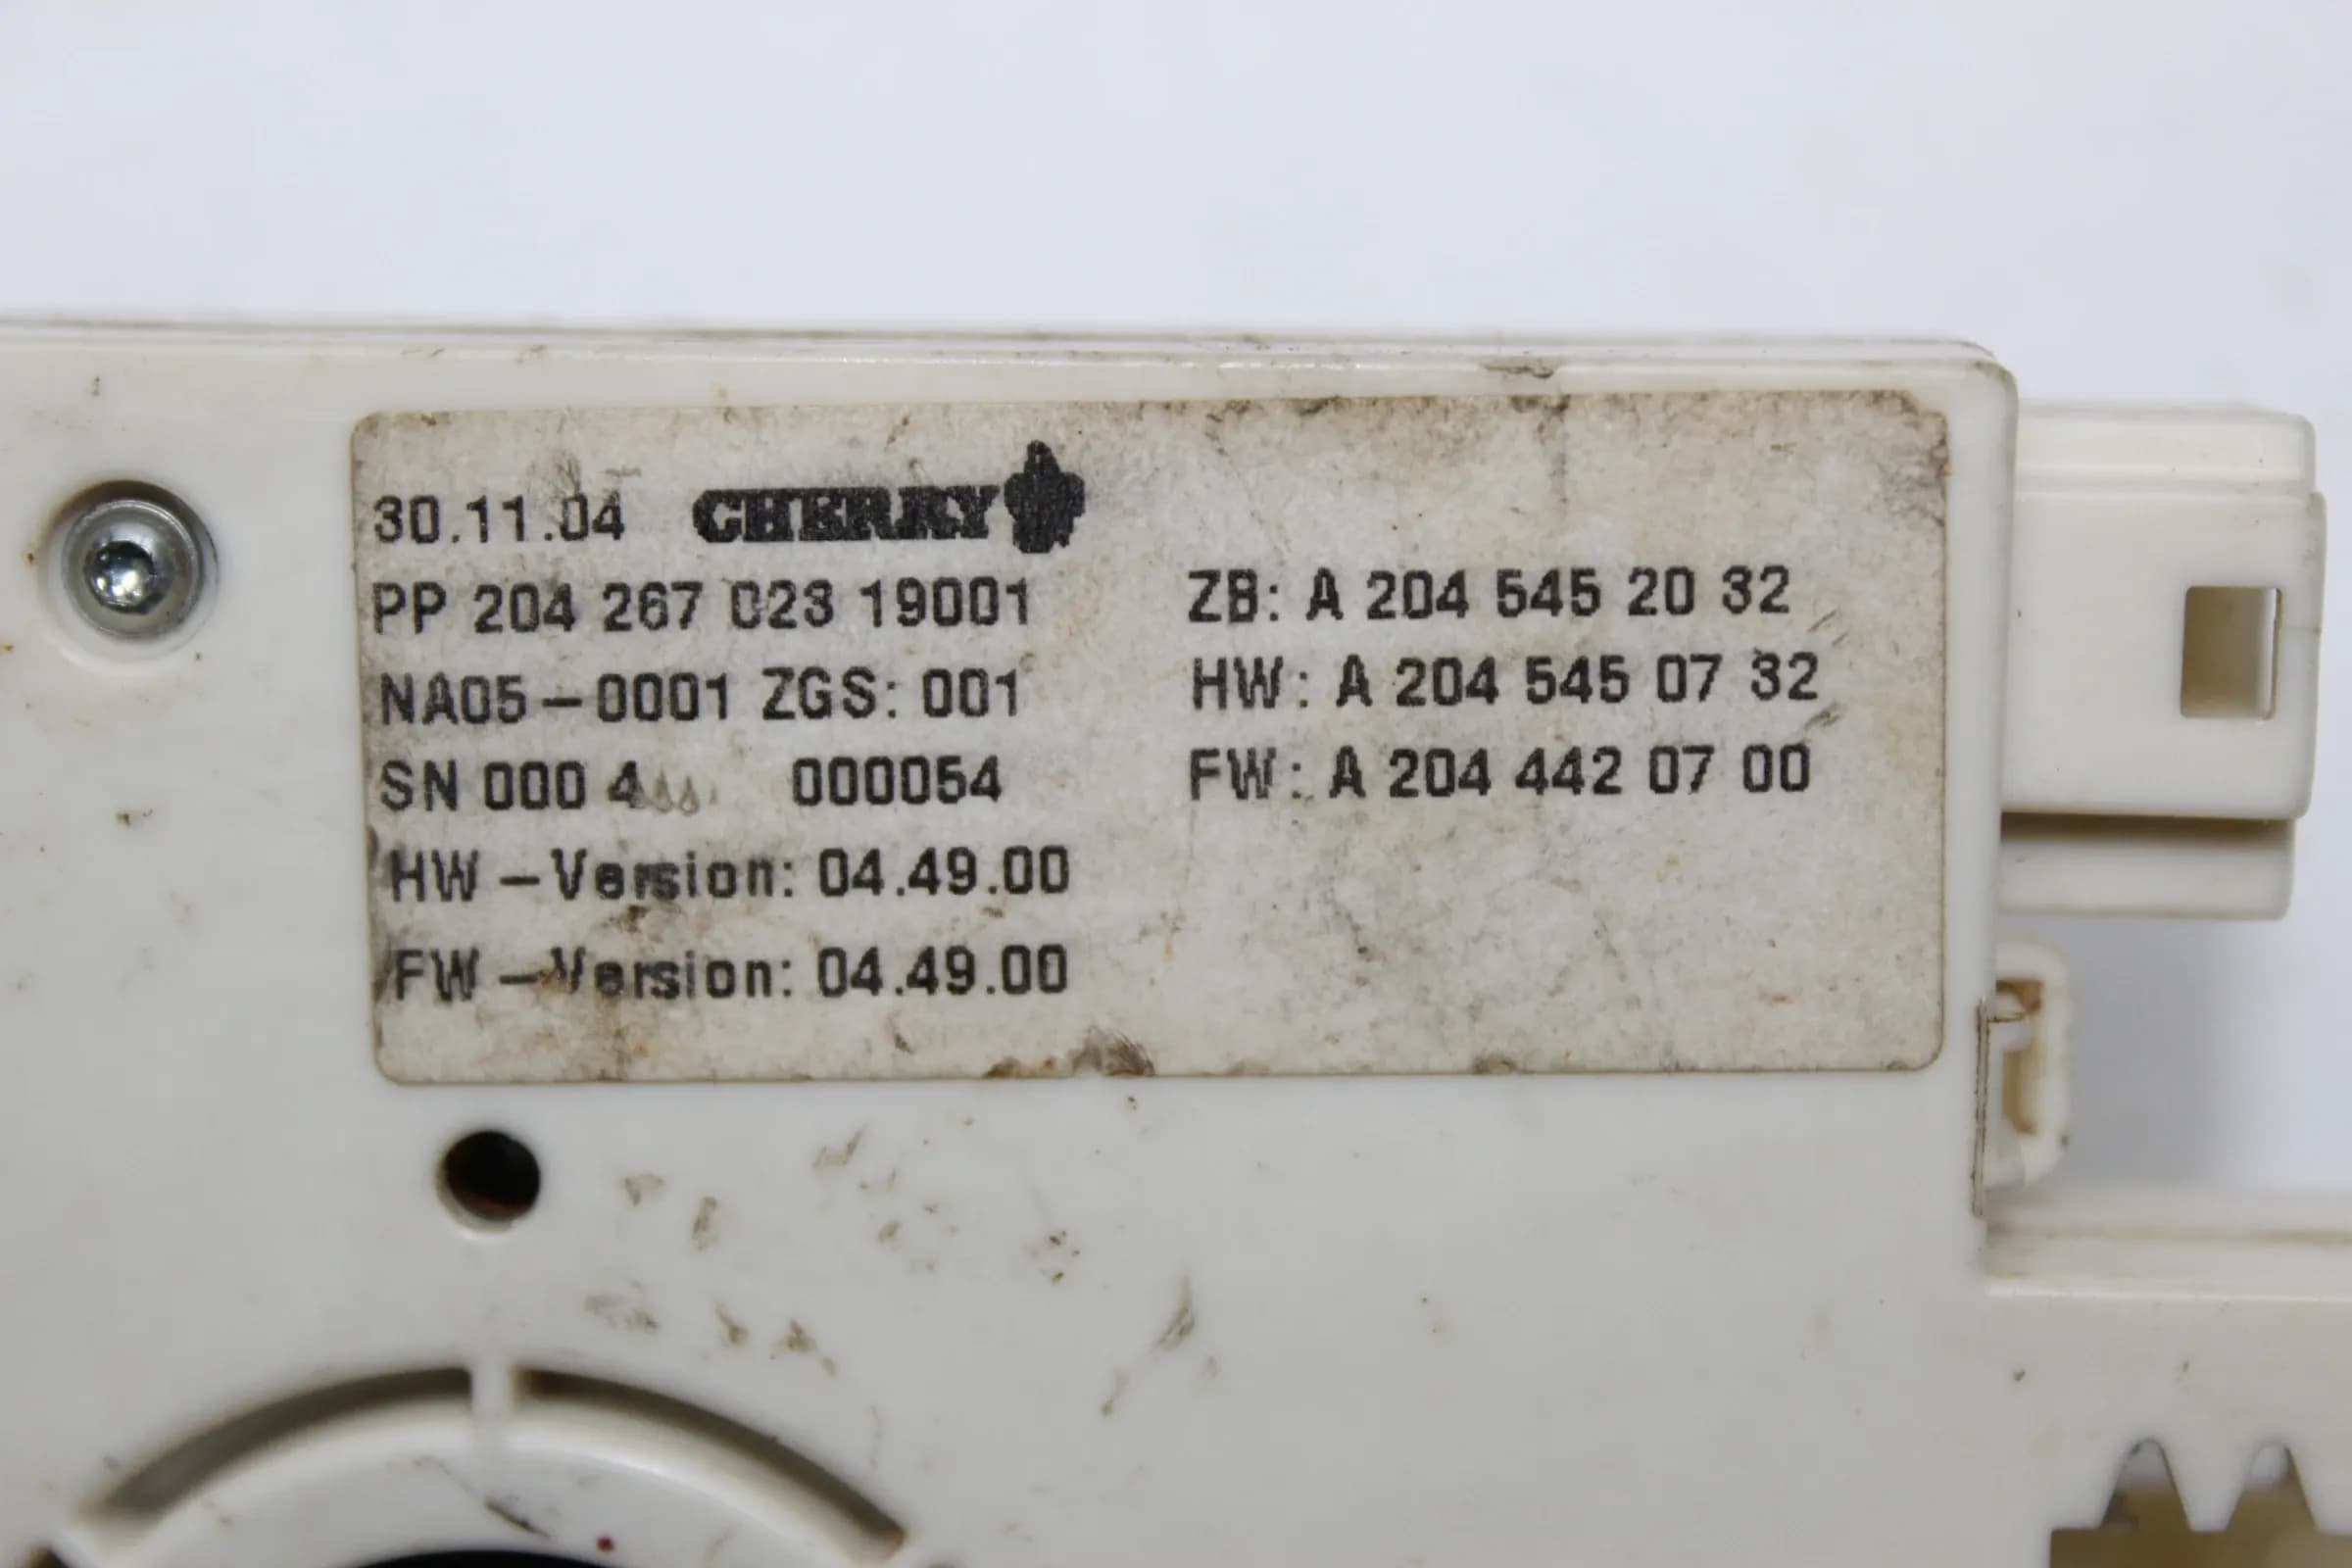 30.11.04 CHERRY
PP 204 267 023 19001
NA05-0001 ZGS: 001
SN 000 4 000054
HW-Version: 04.49.00
FW-Version: 04.49.00
ZB: A 204 545 20 32
HW: A 204 545 07 32
FW: A 204 442 07 00